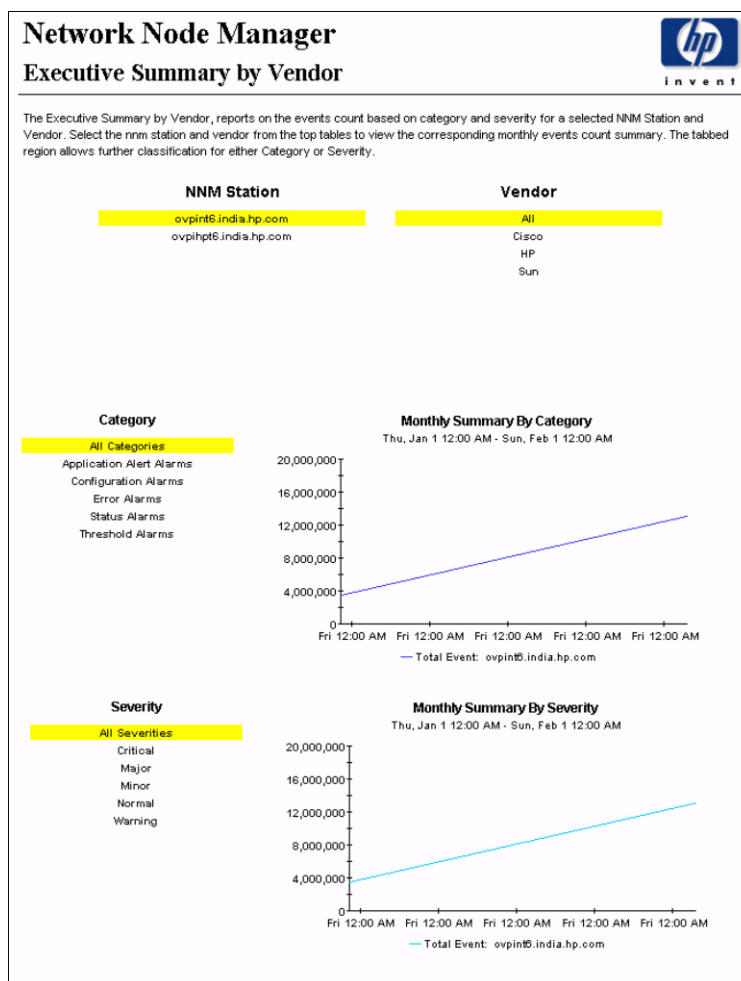 Network Node Manager
Executive Summary by Vendor
hp
invent
The Executive Summary by Vendor, reports on the events count based on category and severity for a selected NNM Station and
Vendor. Select the nnm station and vendor from the top tables to view the corresponding monthly events count summary. The tabbed
region allows further classification for either Category or Severity.
NNM Station
ovpint6.india.hp.com
ovpihpt6.india.hp.com
Vendor
All
Cisco
HP
Sun
Category
All Categories
Application Alert Alarms
Configuration Alarms
Error Alarms
Status Alarms
Threshold Alarms
Monthly Summary By Category
Thu, Jan 1 12:00 AM - Sun, Feb 1 12:00 AM
20,000,000
16,000,000
12,000,000
8,000,000
4,000,000
0
Fri 12:00 AM Fri 12:00 AM Fri 12:00 AM Fri 12:00 AM Fri 12:00 AM
Total Event: ovpint6.india.hp.com
Severity
All Severities
Critical
Major
Minor
Normal
Warning
Monthly Summary By Severity
Thu, Jan 1 12:00 AM - Sun, Feb 1 12:00 AM
20,000,000
16,000,000
12,000,000
8,000,000
4,000,000
0
Fri 12:00 AM Fri 12:00 AM Fri 12:00 AM Fri 12:00 AM Fri 12:00 AM
Total Event: ovpint6.india.hp.com